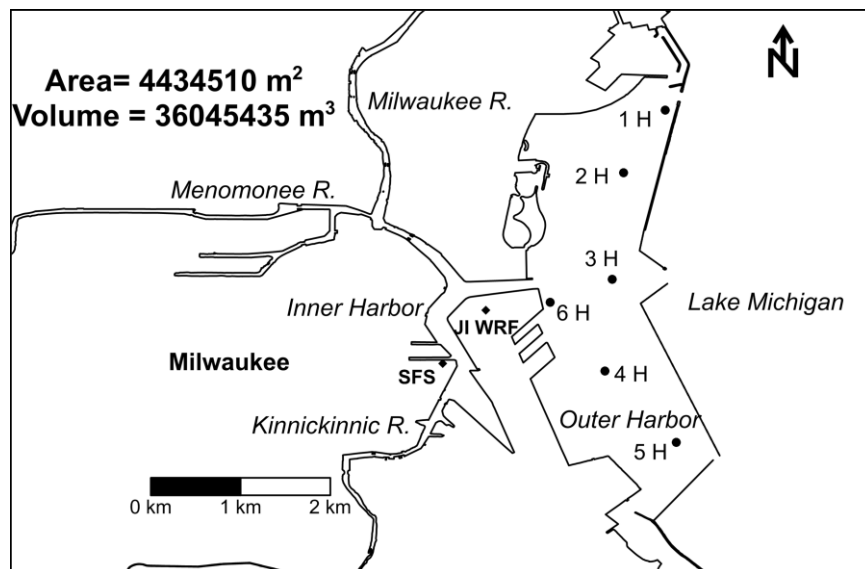 Area= 4434510 m²
Volume = 36045435 m³
Milwaukee R.
N
1 H
2 H
Menomonee R.
3 H
Inner Harbor
JI WRF
6 H
Lake Michigan
Milwaukee
SFS
4 H
Kinnickinnic R.
Outer Harbor
5 H
0 km
1 km
2 km